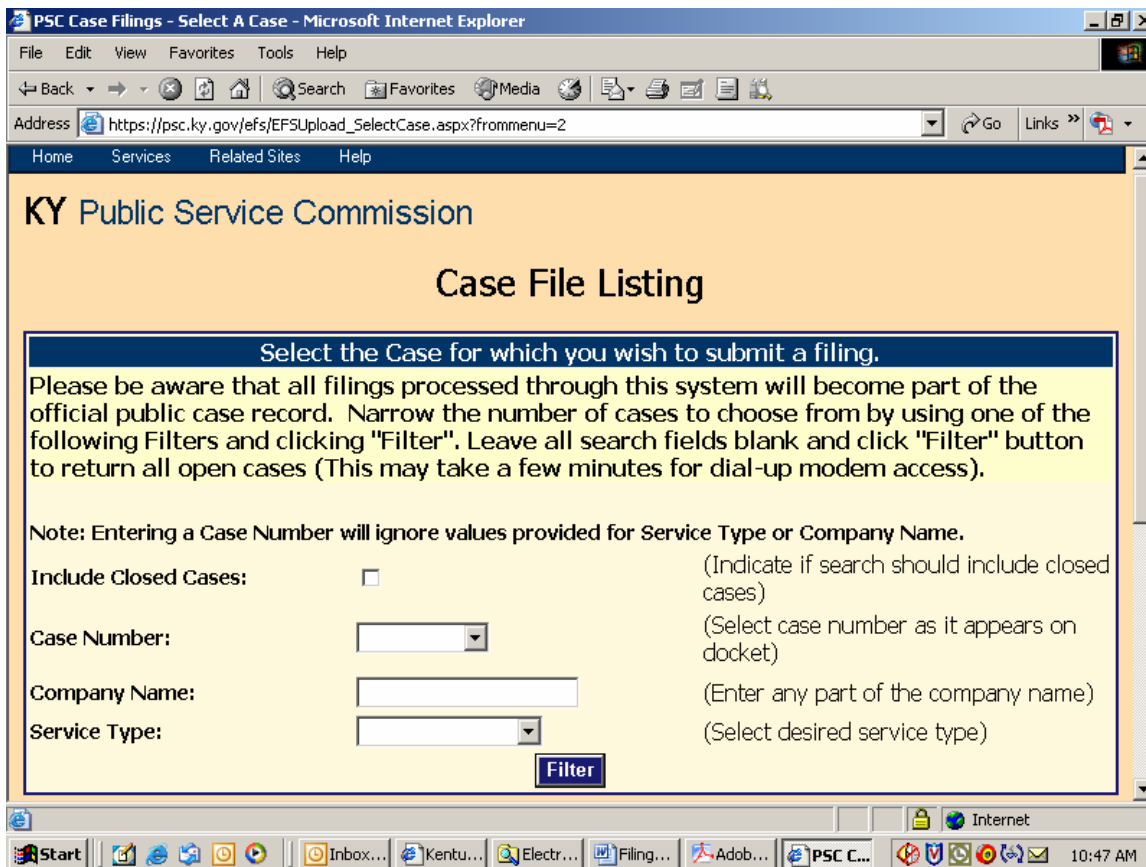 PSC Case Filings - Select A Case - Microsoft Internet Explorer
File Edit View Favorites Tools Help
Back Search Favorites Media
Address https://psc.ky.gov/efs/EFSUpload_SelectCase.aspx?frommenu=2 Go Links »
Home Services Related Sites Help
KY Public Service Commission
Case File Listing
Select the Case for which you wish to submit a filing.
Please be aware that all filings processed through this system will become part of the
official public case record. Narrow the number of cases to choose from by using one of the
following Filters and clicking "Filter". Leave all search fields blank and click "Filter" button
to return all open cases (This may take a few minutes for dial-up modem access).
Note: Entering a Case Number will ignore values provided for Service Type or Company Name.
Include Closed Cases: (Indicate if search should include closed
cases)
Case Number: (Select case number as it appears on
docket)
Company Name: (Enter any part of the company name)
Service Type: (Select desired service type)
Filter
Internet
Start Inbox... Kentu... Electr... Filing... Adob... PSC C... 10:47 AM